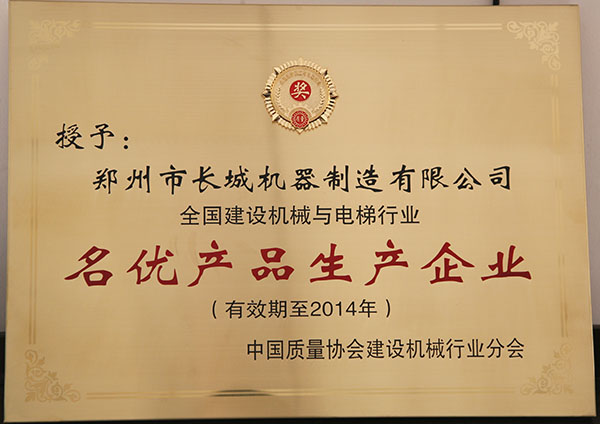 奖
授予：
郑州市长城机器制造有限公司
全国建设机械与电梯行业
名优产品生产企业
（有效期至2014年）
中国质量协会建设机械行业分会